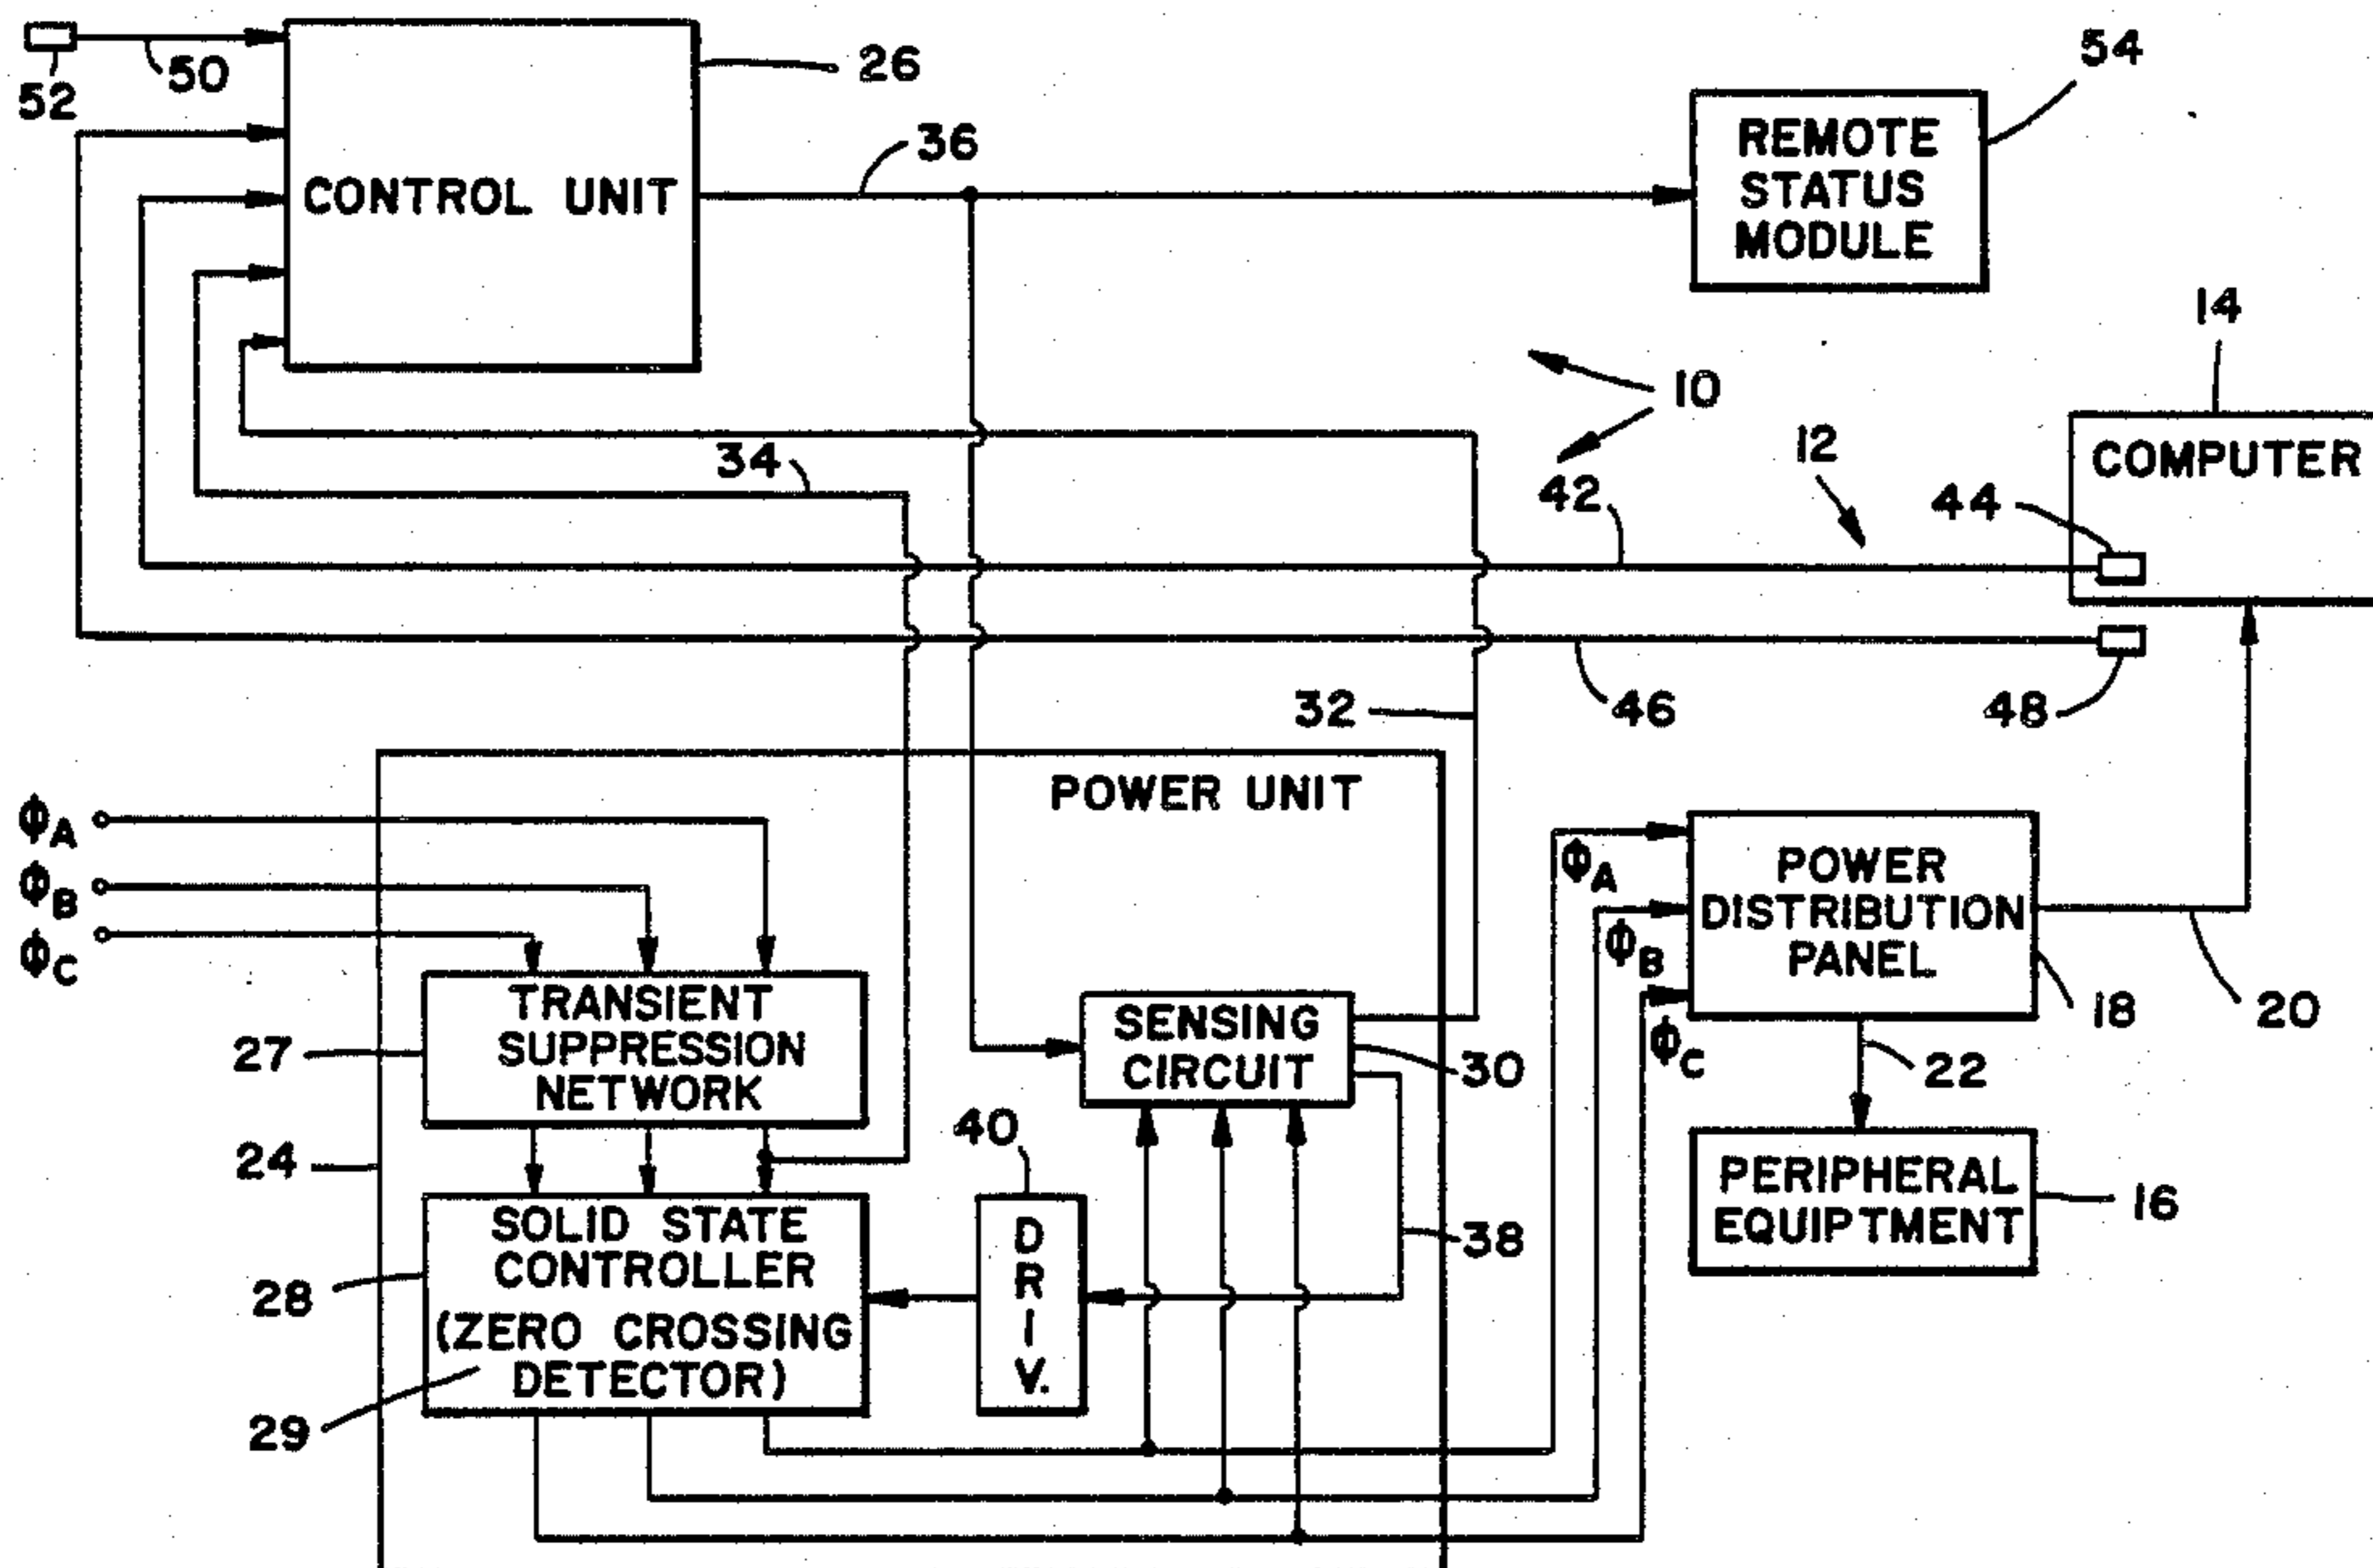 52
50
CONTROL UNIT
26
36
REMOTE
STATUS
MODULE
54
10
12
14
COMPUTER
34
42
44
32
46
48
POWER UNIT
ΦA
ΦB
ΦC
TRANSIENT
SUPPRESSION
NETWORK
27
24
SOLID STATE
CONTROLLER
(ZERO CROSSING
DETECTOR)
28
29
40
DRIV.
SENSING
CIRCUIT
30
38
ΦA
ΦB
ΦC
POWER
DISTRIBUTION
PANEL
18
20
22
PERIPHERAL
EQUIPTMENT
16